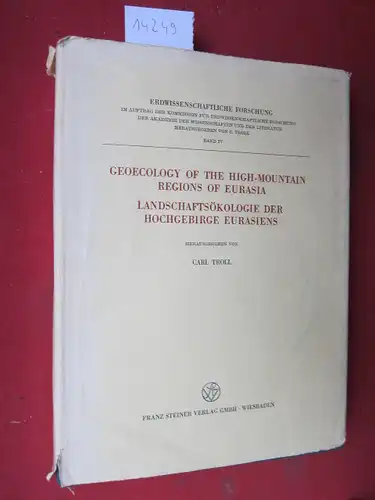 14249
ERDWISSENSCHAFTLICHE FORSCHUNG
IM AUFTRAG DER KOMMISSION FÜR ERDWISSENSCHAFTLICHE FORSCHUNG
DER AKADEMIE DER WISSENSCHAFTEN UND DER LITERATUR
HERAUSGEGEBEN VON C. TROLL
BAND IV
GEOECOLOGY OF THE HIGH-MOUNTAIN
REGIONS OF EURASIA
LANDSCHAFTSÖKOLOGIE DER
HOCHGEBIRGE EURASIENS
HERAUSGEGEBEN VON
CARL TROLL
FRANZ STEINER VERLAG GMBH · WIESBADEN